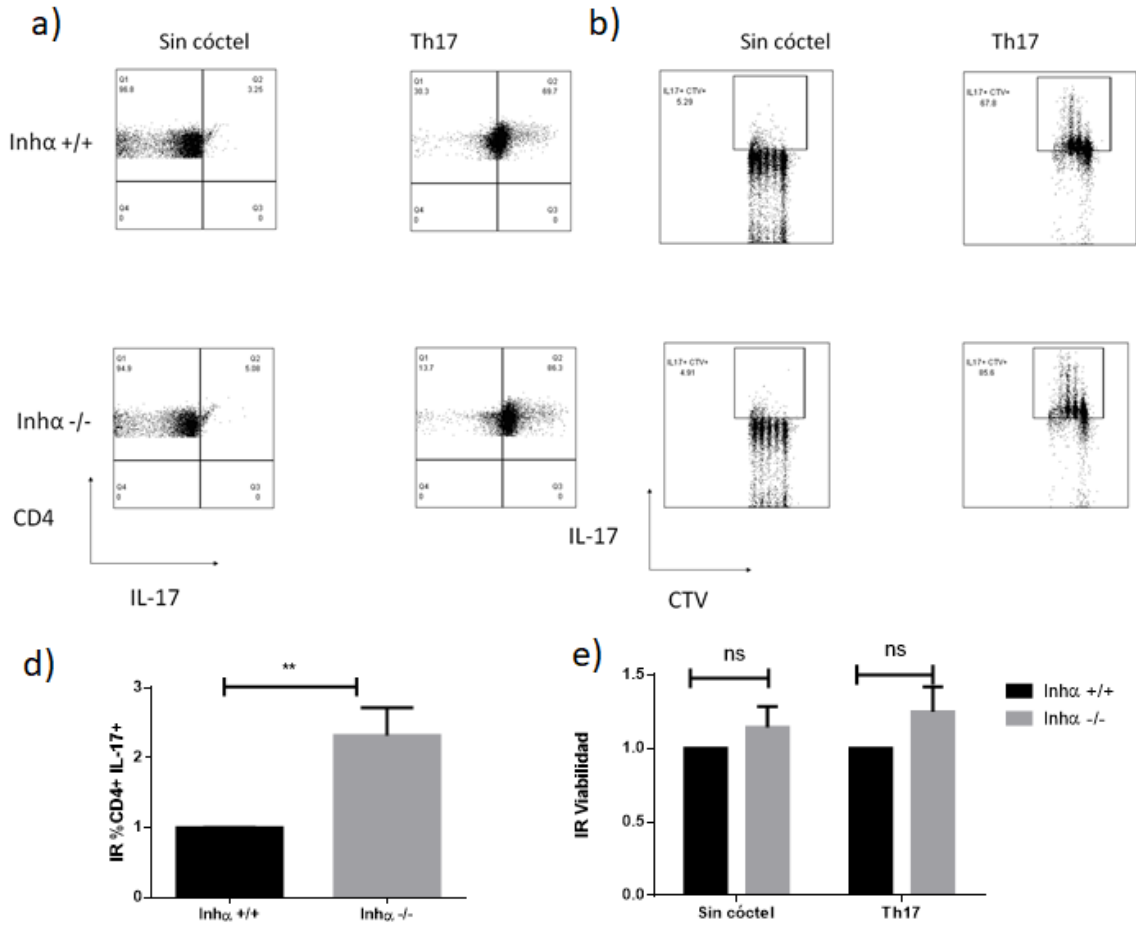 a)
Sin cóctel
Th17
b)
Sin cóctel
Th17
Inhα +/+
Q1
96.8
Q2
3.25
Q4
0
Q3
0
Q1
30.3
Q2
69.7
Q4
0
Q3
0
IL17+ CTV+
5.29
IL17+ CTV+
67.8
Inhα -/-
Q1
94.9
Q2
5.08
Q4
0
Q3
0
Q1
13.7
Q2
86.3
Q4
0
Q3
0
IL17+ CTV+
4.91
IL17+ CTV+
85.6
CD4
IL-17
IL-17
CTV
d)
**
3
2
1
0
IR %CD4+ IL-17+
Inhα +/+
Inhα -/-
e)
ns
ns
1.5
1.0
0.5
0.0
IR Viabilidad
Sin cóctel
Th17
Inhα +/+
Inhα -/-